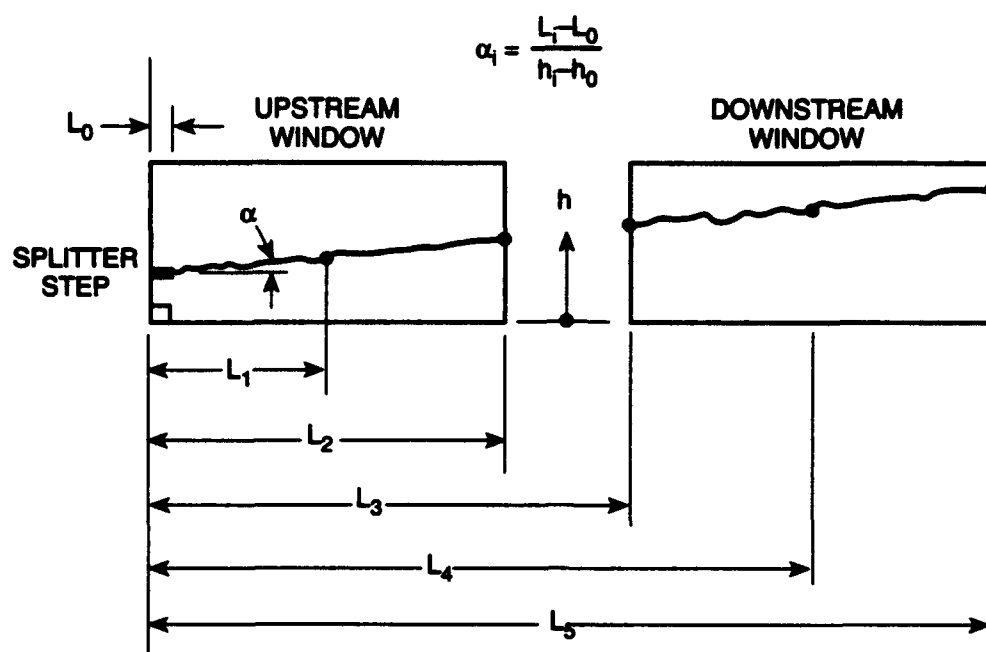 αᵢ = (Lᵢ–L₀)/(hᵢ–h₀)
UPSTREAM
WINDOW
DOWNSTREAM
WINDOW
L₀
h
α
SPLITTER
STEP
L₁
L₂
L₃
L₄
L₅